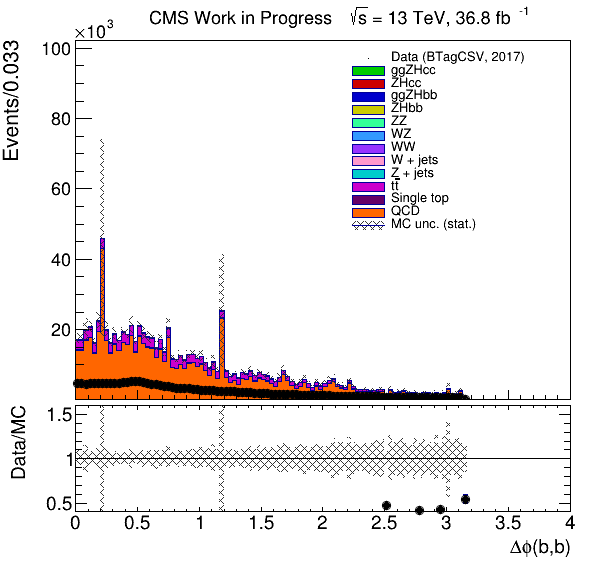 CMS Work in Progress √s = 13 TeV, 36.8 fb -1
×10³
Events/0.033
100
80
60
40
20
Data (BTagCSV, 2017)
ggZHcc
ZHcc
ggZHbb
ZHbb
ZZ
WZ
WW
W + jets
Z + jets
tt̄
Single top
QCD
MC unc. (stat.)
Data/MC
1.5
1
0.5
0 0.5 1 1.5 2 2.5 3 3.5 4
Δϕ(b,b)